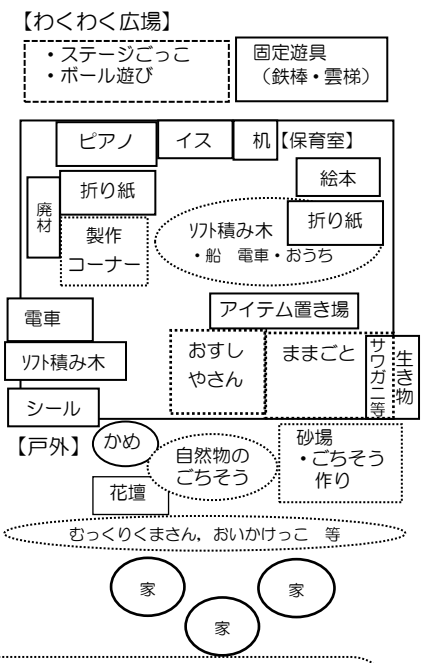 【わくわく広場】
・ステージごっこ
・ボール遊び
固定遊具
（鉄棒・雲梯）
ピアノ
イス
机
【保育室】
絵本
折り紙
廃材
製作
コーナー
ｿﾌﾄ積み木
・船　電車・おうち
折り紙
アイテム置き場
電車
ｿﾌﾄ積み木
シール
おすし
やさん
ままごと
サワガニ等
生き物
【戸外】
かめ
自然物の
ごちそう
砂場
・ごちそう
作り
花壇
むっくりくまさん，おいかけっこ　等
家
家
家